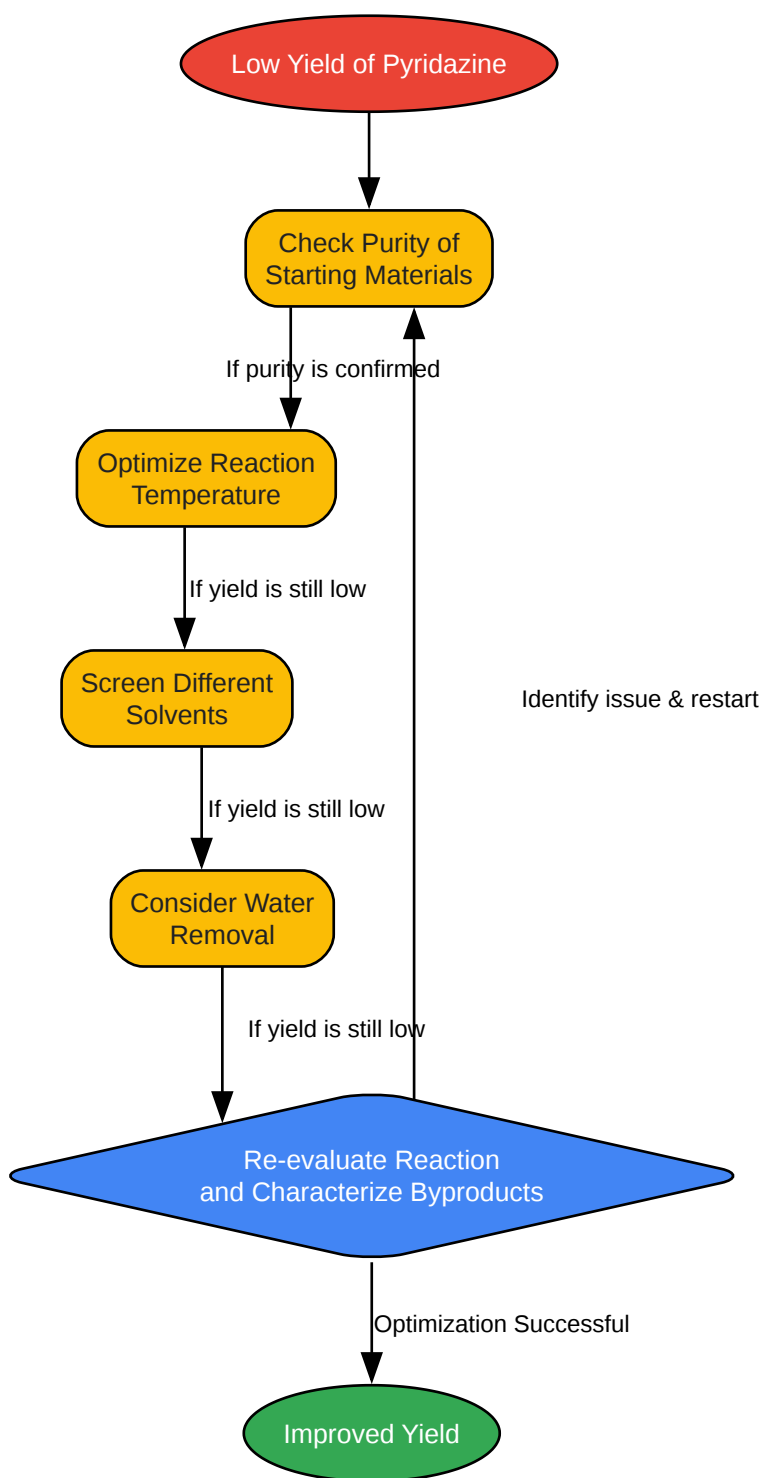 Low Yield of Pyridazine
Check Purity of
Starting Materials
If purity is confirmed
Optimize Reaction
Temperature
If yield is still low
Screen Different
Solvents
Identify issue & restart
If yield is still low
Consider Water
Removal
If yield is still low
Re-evaluate Reaction
and Characterize Byproducts
Optimization Successful
Improved Yield